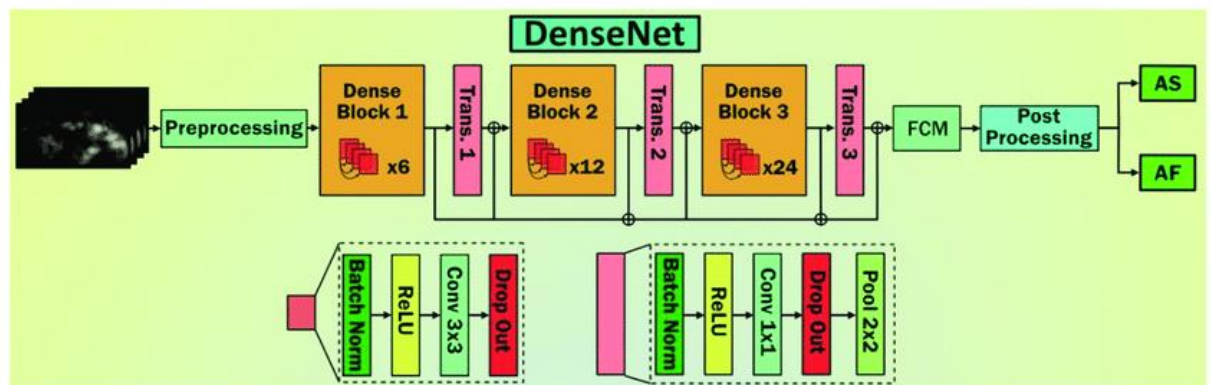 DenseNet
Preprocessing
Dense
Block 1
x6
Trans. 1
Dense
Block 2
x12
Trans. 2
Dense
Block 3
x24
Trans. 3
FCM
Post
Processing
AS
AF
Batch Norm
ReLU
Conv 3x3
Drop Out
Batch Norm
ReLU
Conv 1x1
Drop Out
Pool 2x2